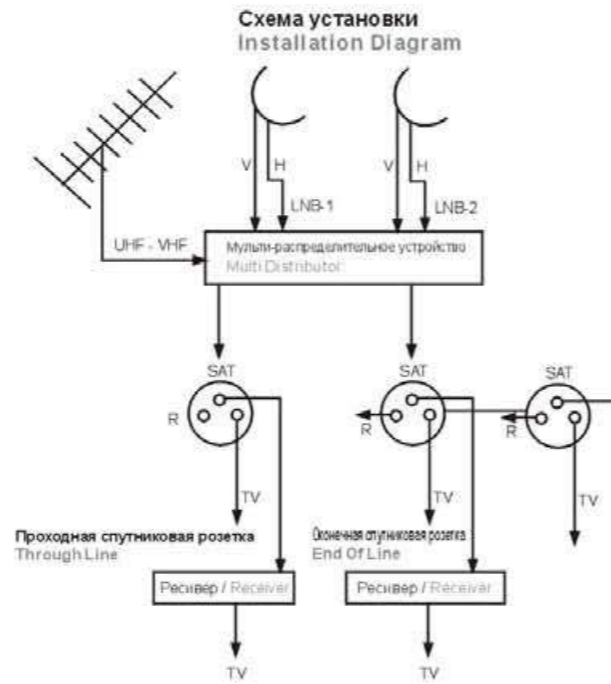 Схема установки
Installation Diagram
V
H
LNB-1
V
H
LNB-2
UHF - VHF
Мульти-распределительное устройство
Multi Distributor
SAT
R
TV
SAT
R
TV
SAT
R
TV
Проходная спутниковая розетка
Through Line
Оконечная спутниковая розетка
End Of Line
Ресивер / Receiver
Ресивер / Receiver
TV
TV